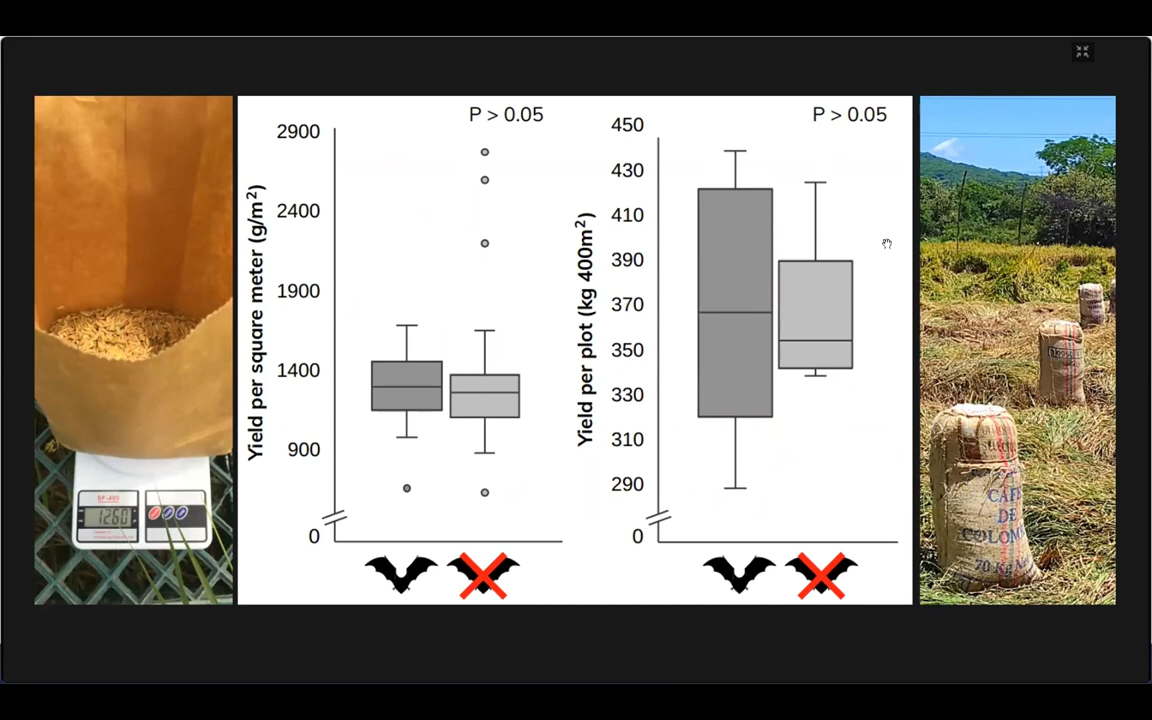 1260
P > 0.05
2900
2400
1900
1400
900
0
Yield per square meter (g/m²)
P > 0.05
450
430
410
390
370
350
330
310
290
0
Yield per plot (kg 400m²)
CAFE
DE
COLOM
70 Kg